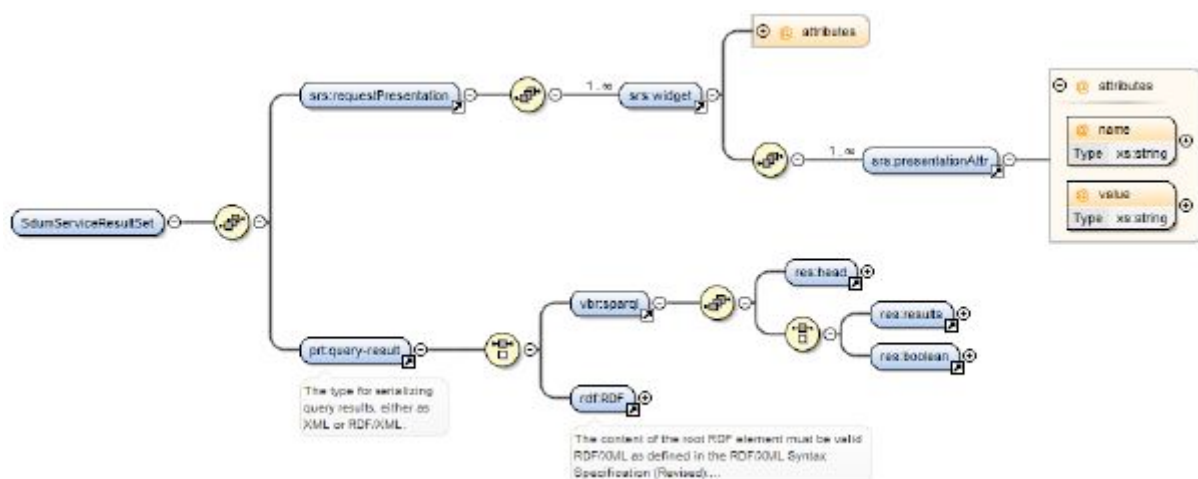 attributes
srs:requestPresentation
1..∞
srs:widget
attributes
name
Type xs:string
1..∞
srs:presentationAttr
value
Type xs:string
SdumServiceResultSet
res:head
vbr:sparql
res:results
prt:query-result
res:boolean
The type for serializing
query results, either as
XML or RDF/XML.
rdf:RDF
The content of the root RDF element must be valid
RDF/XML as defined in the RDF/XML Syntax
Specification (Revised)....